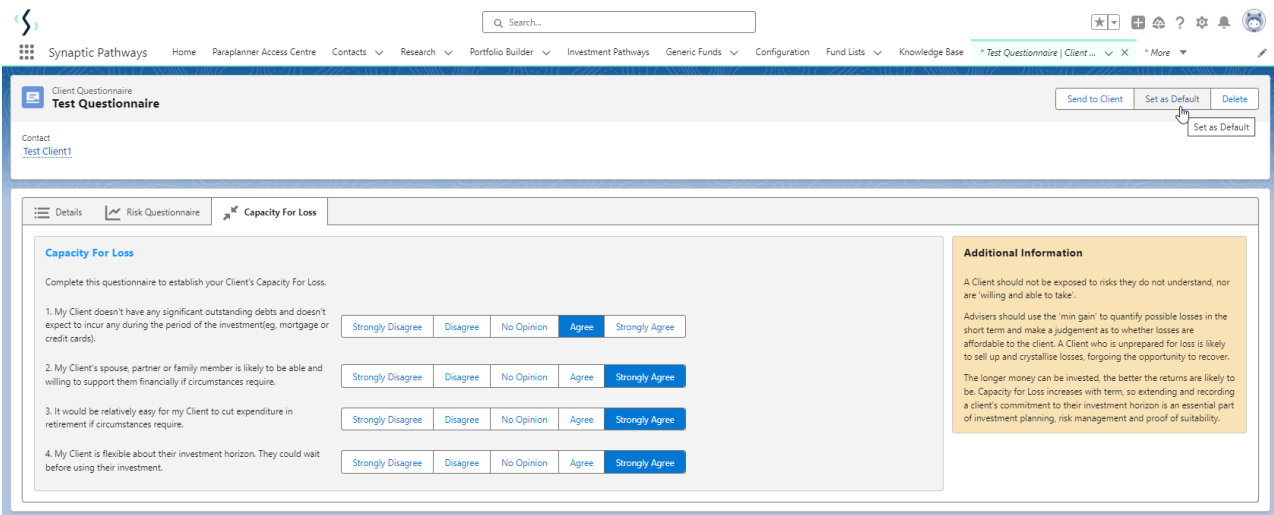 Search...
Synaptic Pathways Home Paraplanner Access Centre Contacts Research Portfolio Builder Investment Pathways Generic Funds Configuration Fund Lists Knowledge Base * Test Questionnaire | Client ... * More
Client Questionnaire
Test Questionnaire
Send to Client Set as Default Delete
Set as Default
Contact
Test Client1
Details Risk Questionnaire Capacity For Loss
Capacity For Loss
Complete this questionnaire to establish your Client's Capacity For Loss.
1. My Client doesn't have any significant outstanding debts and doesn't
expect to incur any during the period of the investment(eg, mortgage or
credit cards).
Strongly Disagree Disagree No Opinion Agree Strongly Agree
2. My Client's spouse, partner or family member is likely to be able and
willing to support them financially if circumstances require.
Strongly Disagree Disagree No Opinion Agree Strongly Agree
3. It would be relatively easy for my Client to cut expenditure in
retirement if circumstances require.
Strongly Disagree Disagree No Opinion Agree Strongly Agree
4. My Client is flexible about their investment horizon. They could wait
before using their investment.
Strongly Disagree Disagree No Opinion Agree Strongly Agree
Additional Information
A Client should not be exposed to risks they do not understand, nor
are 'willing and able to take'.
Advisers should use the 'min gain' to quantify possible losses in the
short term and make a judgement as to whether losses are
affordable to the client. A Client who is unprepared for loss is likely
to sell up and crystallise losses, forgoing the opportunity to recover.
The longer money can be invested, the better the returns are likely to
be. Capacity for Loss increases with term, so extending and recording
a client's commitment to their investment horizon is an essential part
of investment planning, risk management and proof of suitability.